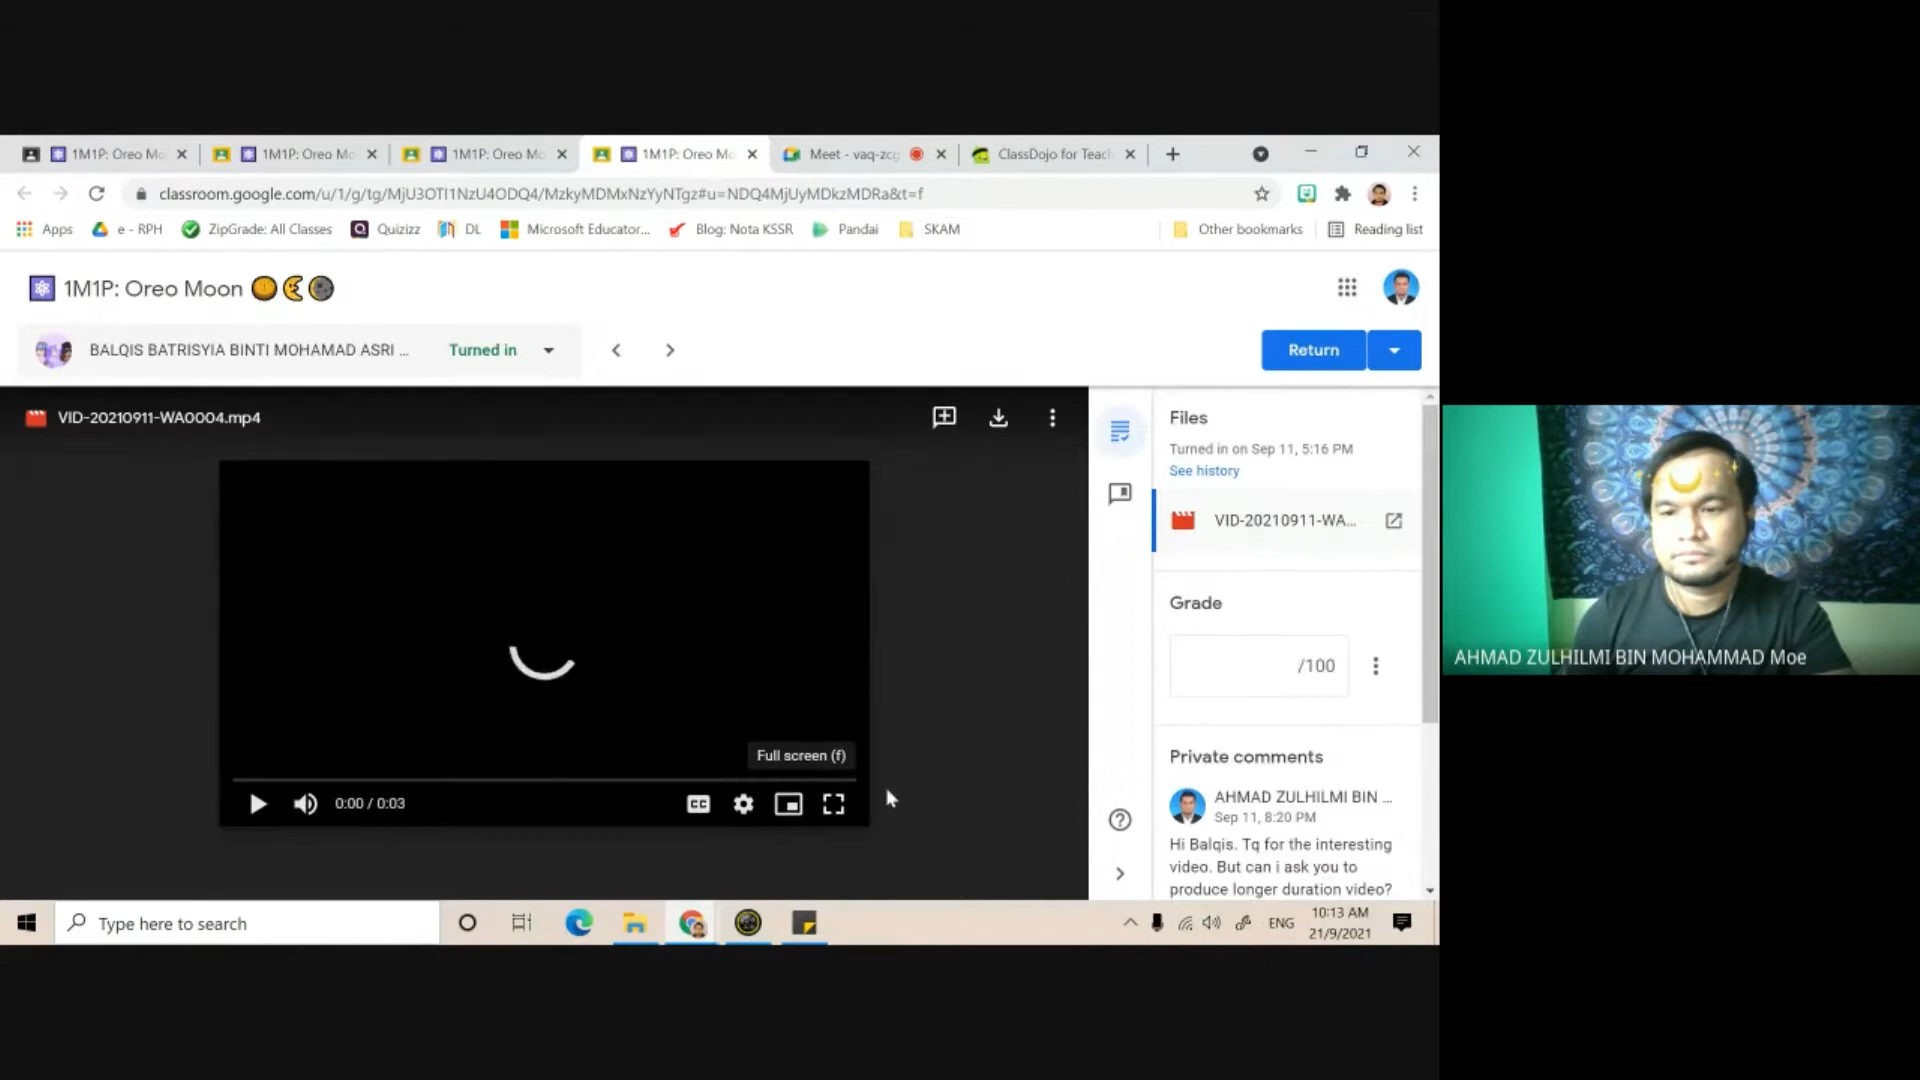 1M1P: Oreo Mo
1M1P: Oreo Mo
1M1P: Oreo Mo
1M1P: Oreo Mo
Meet - vaq-zcg
ClassDojo for Teach
classroom.google.com/u/1/g/tg/MjU3OTI1NzU4ODQ4/MzkyMDMxNzYyNTgz#u=NDQ4MjUyMDkzMDRa&t=f
Apps
e - RPH
ZipGrade: All Classes
Quizizz
DL
Microsoft Educator...
Blog: Nota KSSR
Pandai
SKAM
Other bookmarks
Reading list
1M1P: Oreo Moon
BALQIS BATRISYIA BINTI MOHAMAD ASRI ...
Turned in
Return
VID-20210911-WA0004.mp4
Full screen (f)
0:00 / 0:03
CC
Files
Turned in on Sep 11, 5:16 PM
See history
VID-20210911-WA...
Grade
/100
Private comments
AHMAD ZULHILMI BIN ...
Sep 11, 8:20 PM
Hi Balqis. Tq for the interesting
video. But can i ask you to
produce longer duration video?
AHMAD ZULHILMI BIN MOHAMMAD Moe
Type here to search
ENG
10:13 AM
21/9/2021